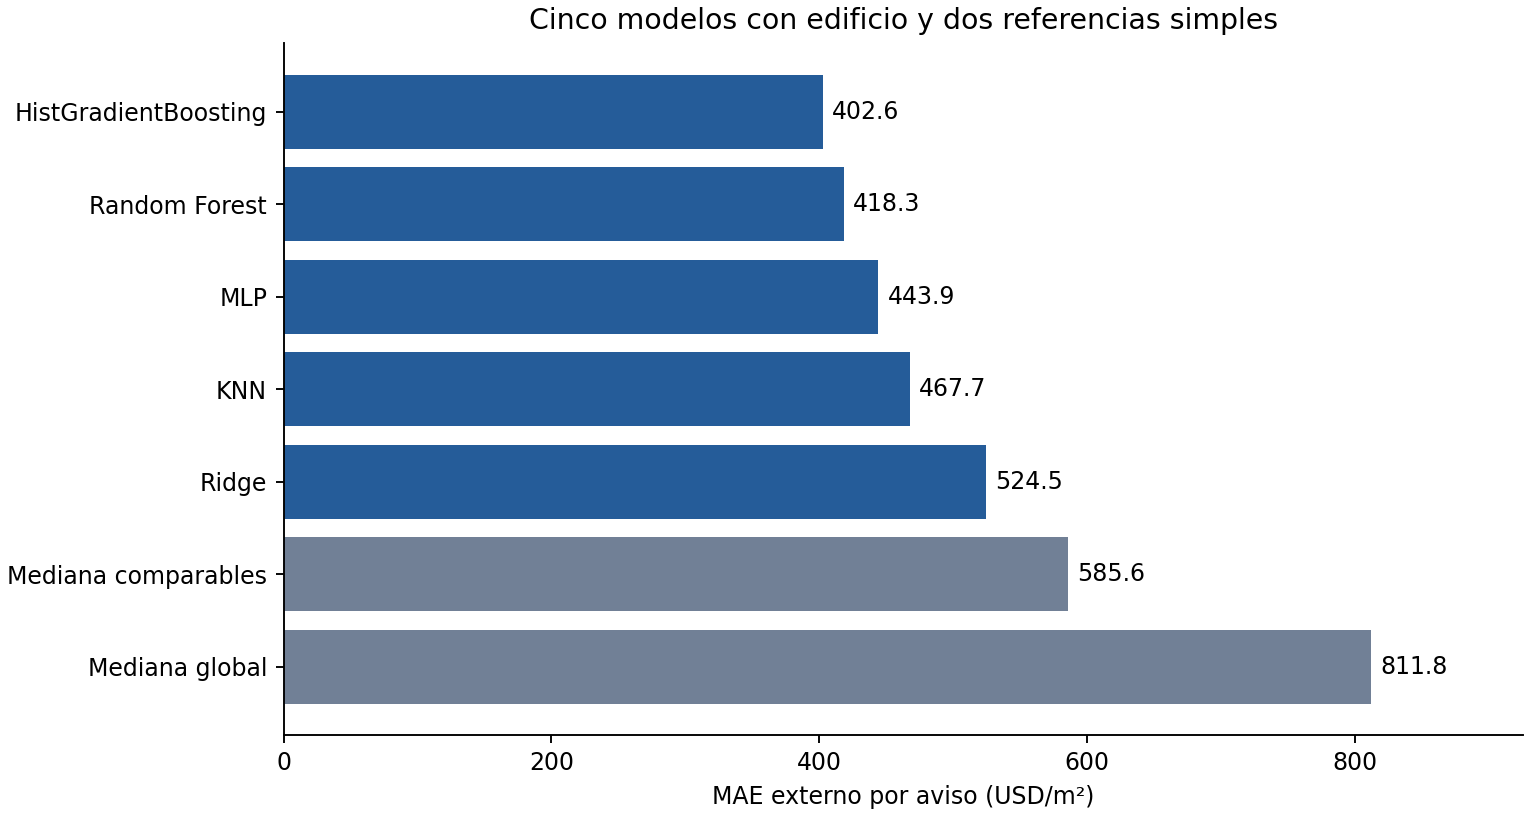 Cinco modelos con edificio y dos referencias simples
HistGradientBoosting 402.6
Random Forest 418.3
MLP 443.9
KNN 467.7
Ridge 524.5
Mediana comparables 585.6
Mediana global 811.8
0 200 400 600 800
MAE externo por aviso (USD/m²)